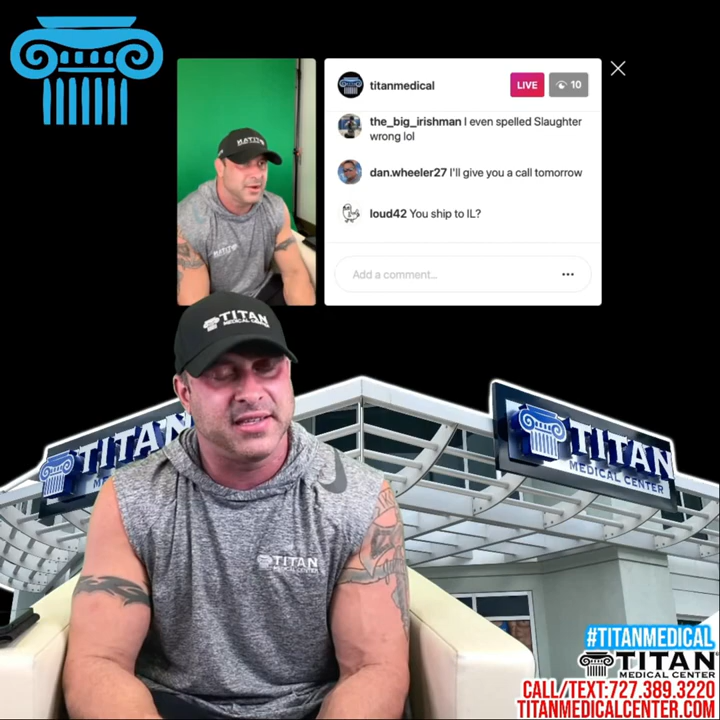 titanmedical
LIVE
10
the_big_irishman I even spelled Slaughter
wrong lol
dan.wheeler27 I'll give you a call tomorrow
loud42 You ship to IL?
Add a comment...
TITAN
MEDICAL CENTER
TITAN
TITAN
MEDICAL CENTER
TITAN
MEDICAL CENTER
#TITANMEDICAL
TITAN
MEDICAL CENTER
CALL/TEXT:727.389.3220
TITANMEDICALCENTER.COM